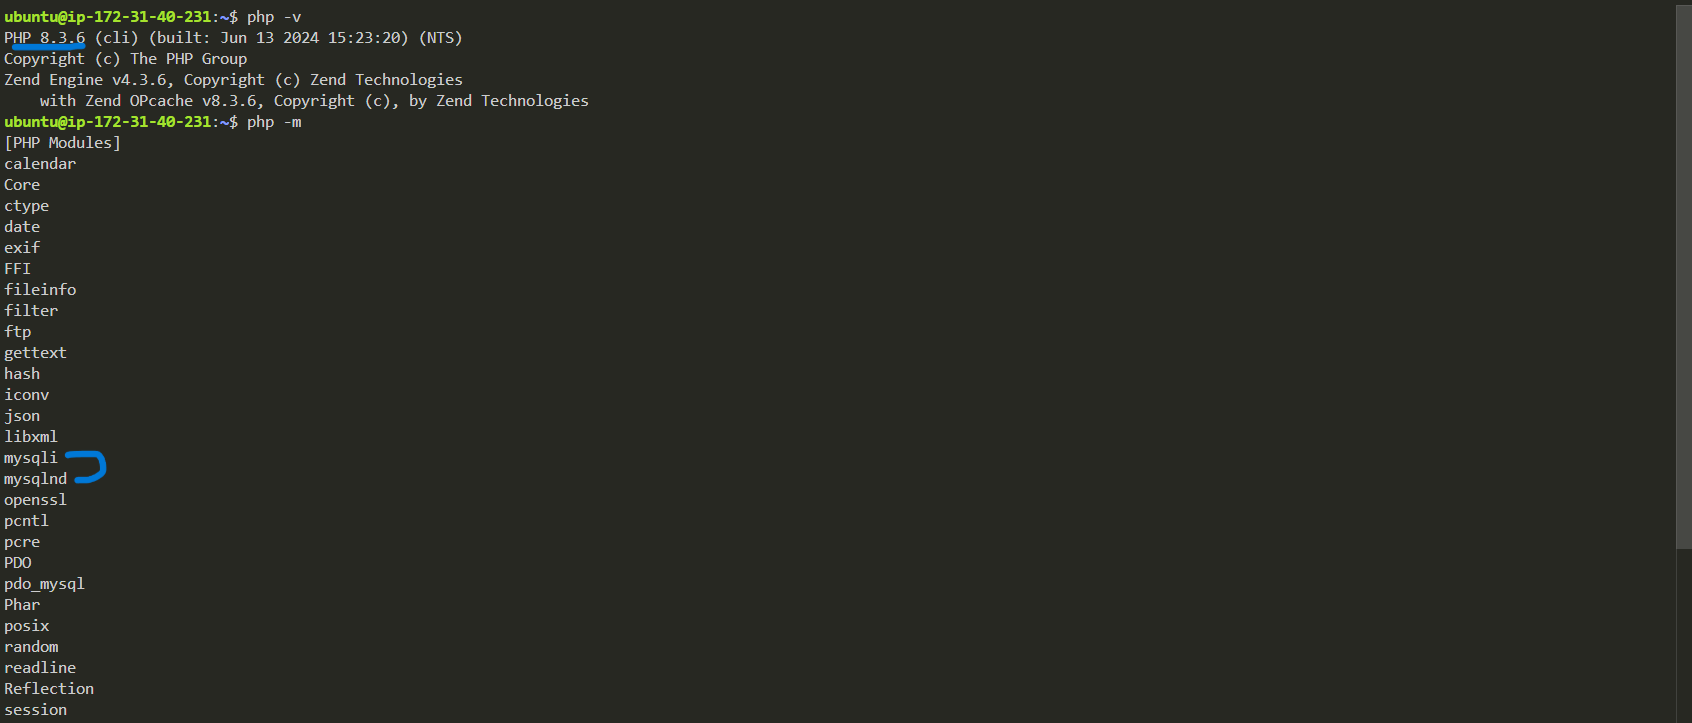 ubuntu@ip-172-31-40-231:~$ php -v
PHP 8.3.6 (cli) (built: Jun 13 2024 15:23:20) (NTS)
Copyright (c) The PHP Group
Zend Engine v4.3.6, Copyright (c) Zend Technologies
    with Zend OPcache v8.3.6, Copyright (c), by Zend Technologies
ubuntu@ip-172-31-40-231:~$ php -m
[PHP Modules]
calendar
Core
ctype
date
exif
FFI
fileinfo
filter
ftp
gettext
hash
iconv
json
libxml
mysqli
mysqlnd
openssl
pcntl
pcre
PDO
pdo_mysql
Phar
posix
random
readline
Reflection
session